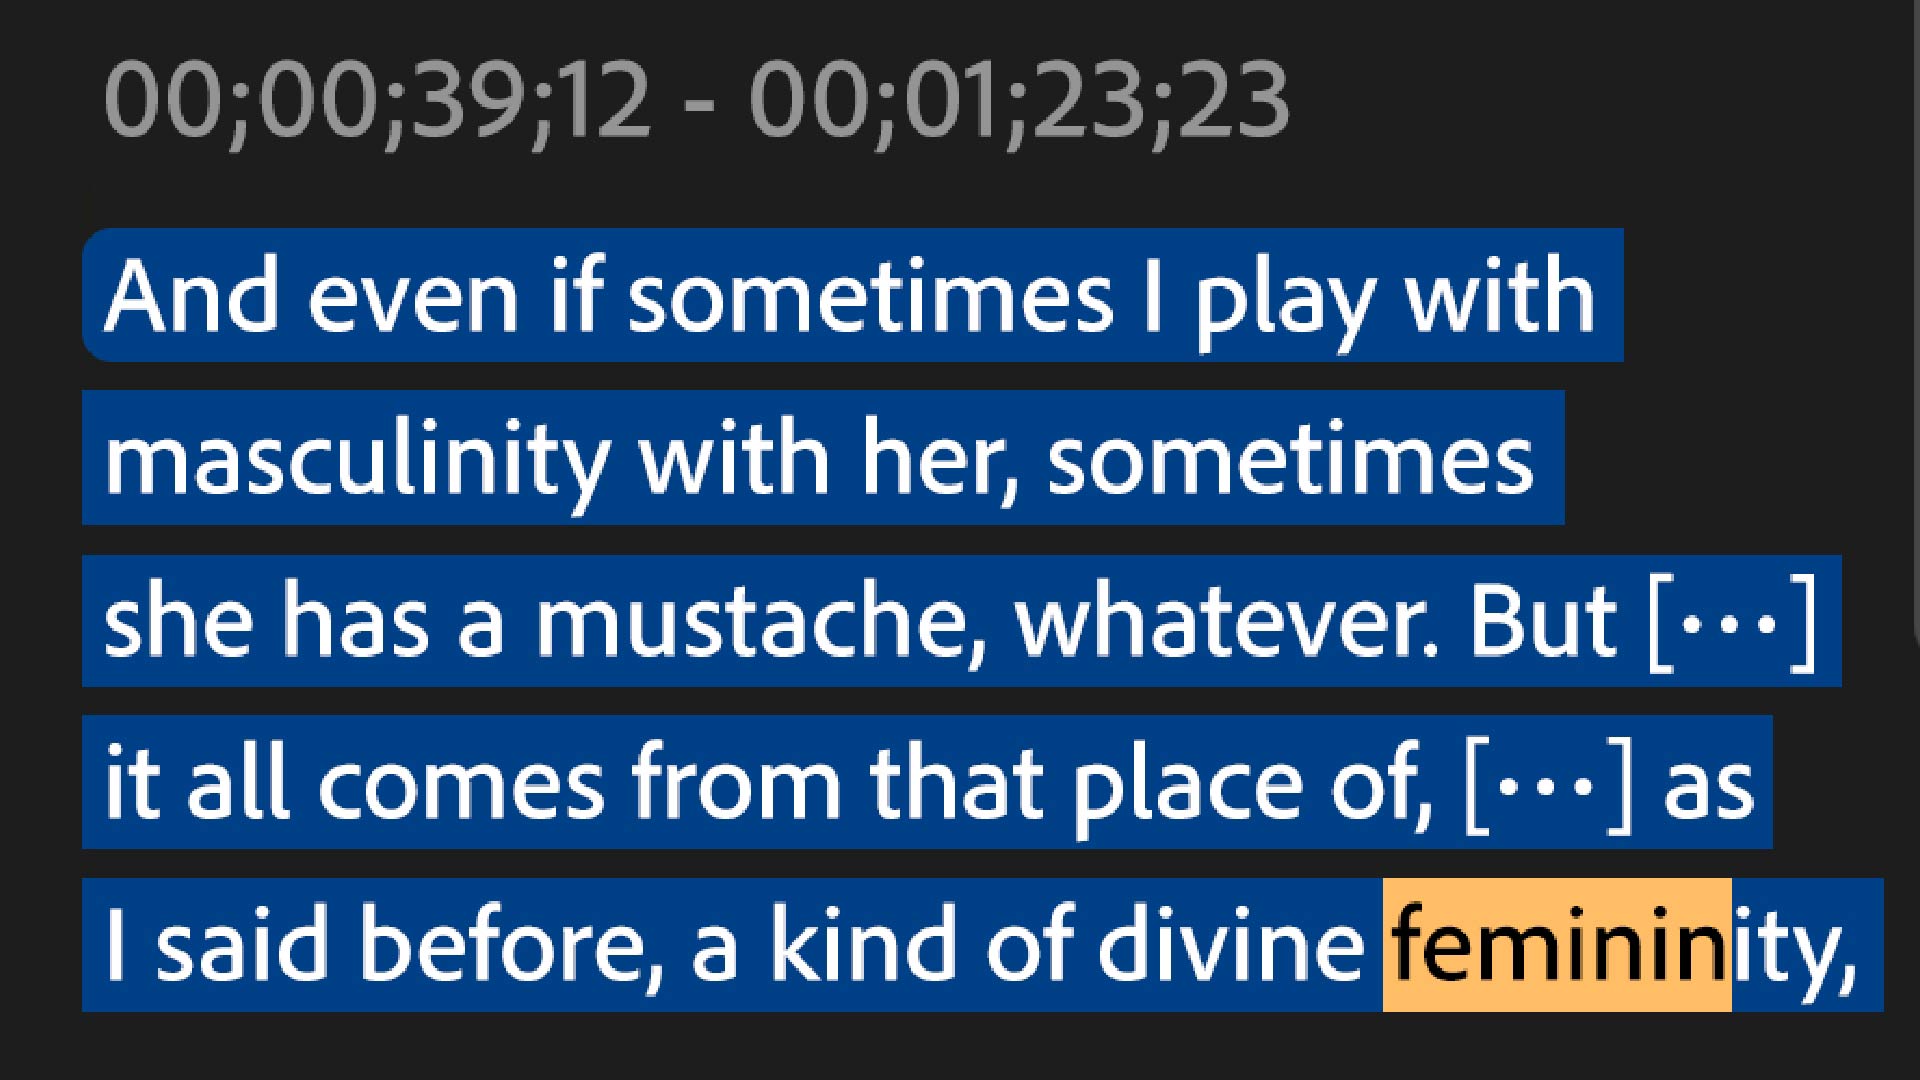 00;00;39;12 - 00;01;23;23
And even if sometimes I play with
masculinity with her, sometimes
she has a mustache, whatever. But [···]
it all comes from that place of, [···] as
I said before, a kind of divine femininity,